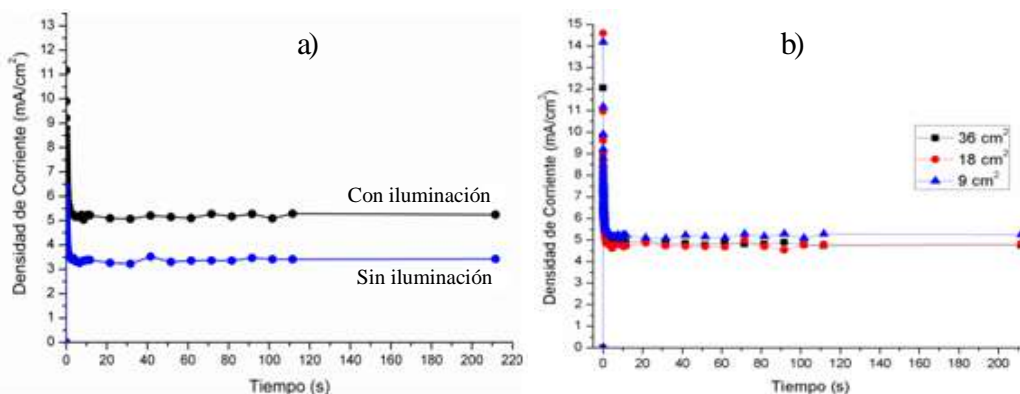 a)
Densidad de Corriente (mA/cm²)
13
12
11
10
9
8
7
6
5
4
3
2
1
0
Con iluminación
Sin iluminación
0 20 40 60 80 100 120 140 160 180 200 220
Tiempo (s)
b)
Densidad de Corriente (mA/cm²)
15
14
13
12
11
10
9
8
7
6
5
4
3
2
1
0
36 cm²
18 cm²
9 cm²
0 20 40 60 80 100 120 140 160 180 200
Tiempo (s)